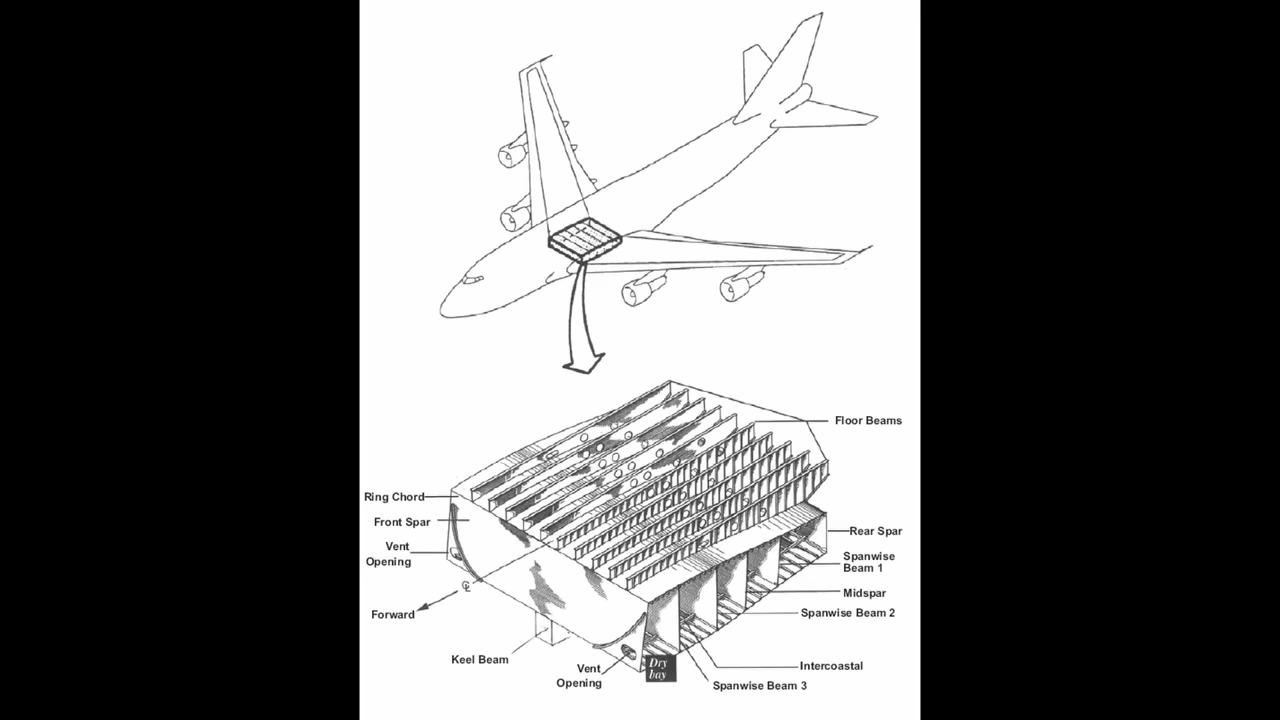 Floor Beams
Ring Chord
Front Spar
Rear Spar
Vent
Opening
Spanwise
Beam 1
℄
Midspar
Forward
Spanwise Beam 2
Keel Beam
Dry
bay
Intercoastal
Vent
Opening
Spanwise Beam 3